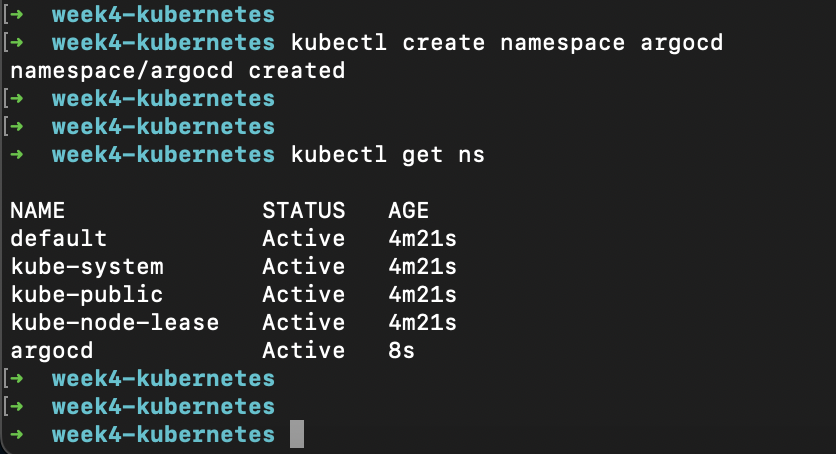 [→ week4-kubernetes
[→ week4-kubernetes kubectl create namespace argocd
namespace/argocd created
[→ week4-kubernetes
[→ week4-kubernetes
→ week4-kubernetes kubectl get ns
NAME STATUS AGE
default Active 4m21s
kube-system Active 4m21s
kube-public Active 4m21s
kube-node-lease Active 4m21s
argocd Active 8s
[→ week4-kubernetes
[→ week4-kubernetes
→ week4-kubernetes